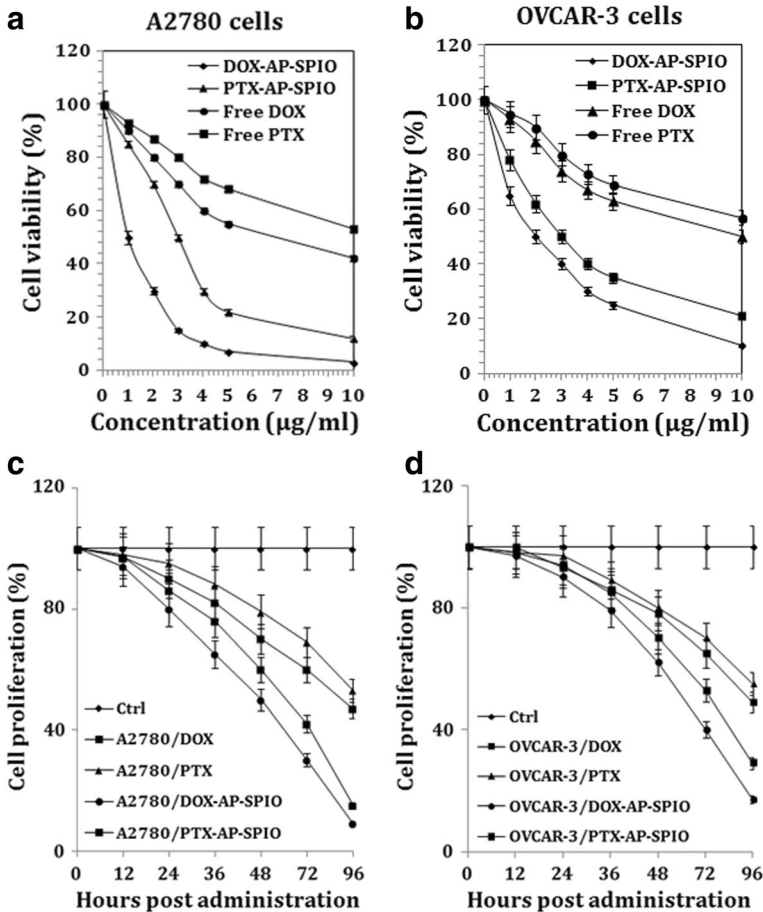 a
A2780 cells
120
100
80
60
40
20
0
Cell viability (%)
DOX-AP-SPIO
PTX-AP-SPIO
Free DOX
Free PTX
0 1 2 3 4 5 6 7 8 9 10
Concentration (µg/ml)
b
OVCAR-3 cells
120
100
80
60
40
20
0
Cell viability (%)
DOX-AP-SPIO
PTX-AP-SPIO
Free DOX
Free PTX
0 1 2 3 4 5 6 7 8 9 10
Concentration (µg/ml)
c
120
80
40
0
Cell proliferation (%)
Ctrl
A2780/DOX
A2780/PTX
A2780/DOX-AP-SPIO
A2780/PTX-AP-SPIO
0 12 24 36 48 72 96
Hours post administration
d
120
80
40
0
Cell proliferation (%)
Ctrl
OVCAR-3/DOX
OVCAR-3/PTX
OVCAR-3/DOX-AP-SPIO
OVCAR-3/PTX-AP-SPIO
0 12 24 36 48 72 96
Hours post administration